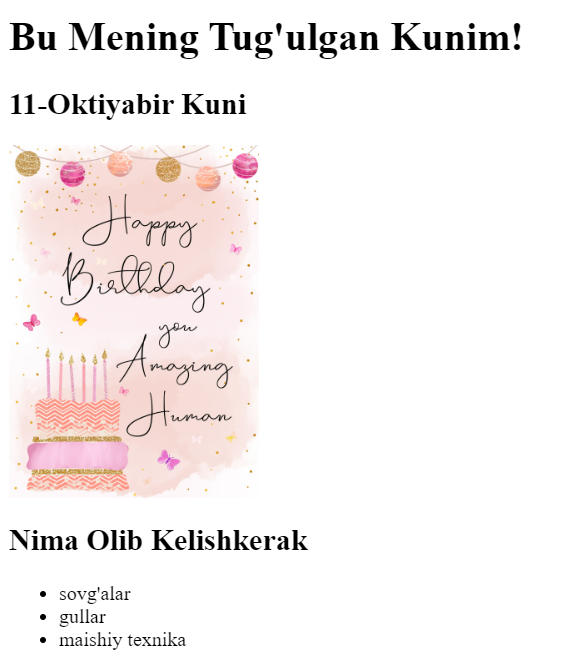 Bu Mening Tug'ulgan Kunim!
11-Oktiyabir Kuni
Happy
Birthday
you
Amazing
Human
Nima Olib Kelishkerak
sovg'alar
gullar
maishiy texnika